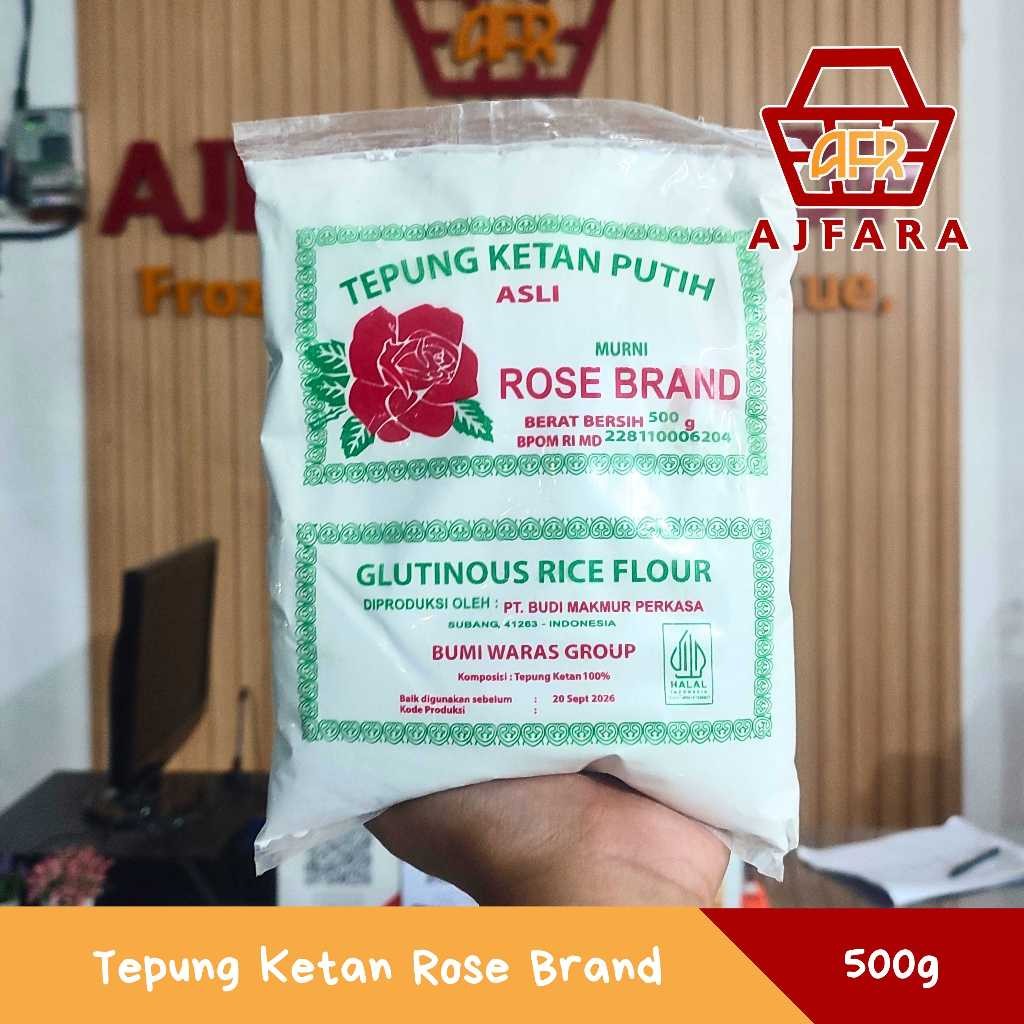 AFR
AJFARA
TEPUNG KETAN PUTIH
ASLI
MURNI
ROSE BRAND
BERAT BERSIH 500 g
BPOM RI MD 228110006204
GLUTINOUS RICE FLOUR
DIPRODUKSI OLEH : PT. BUDI MAKMUR PERKASA
SUBANG, 41263 - INDONESIA
BUMI WARAS GROUP
HALAL
INDONESIA
Komposisi : Tepung Ketan 100%
Baik digunakan sebelum : 20 Sept 2026
Kode Produksi :
Tepung Ketan Rose Brand
500g